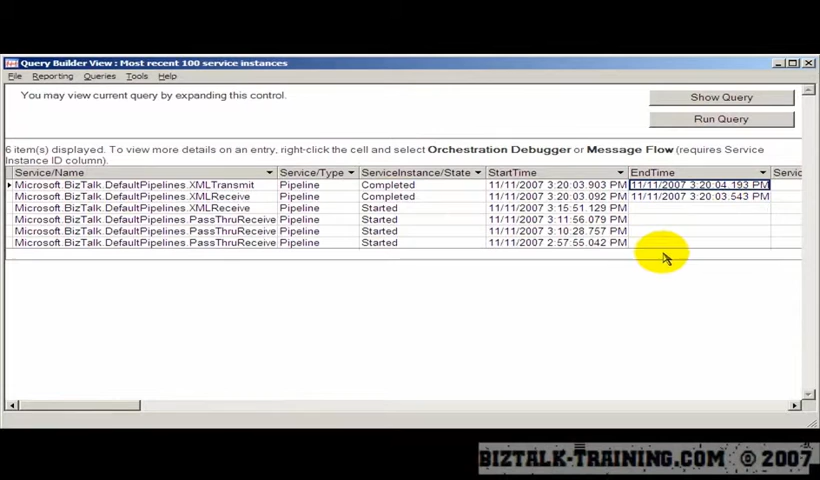 Query Builder View : Most recent 100 service instances
File Reporting Queries Tools Help
You may view current query by expanding this control.
Show Query
Run Query
6 item(s) displayed. To view more details on an entry, right-click the cell and select Orchestration Debugger or Message Flow (requires Service
Instance ID column).
Service/Name Service/Type ServiceInstance/State StartTime EndTime Servic
Microsoft.BizTalk.DefaultPipelines.XMLTransmit Pipeline Completed 11/11/2007 3:20:03.903 PM 11/11/2007 3:20:04.193 PM
Microsoft.BizTalk.DefaultPipelines.XMLReceive Pipeline Completed 11/11/2007 3:20:03.092 PM 11/11/2007 3:20:03.543 PM
Microsoft.BizTalk.DefaultPipelines.XMLReceive Pipeline Started 11/11/2007 3:15:51.129 PM
Microsoft.BizTalk.DefaultPipelines.PassThruReceive Pipeline Started 11/11/2007 3:11:56.079 PM
Microsoft.BizTalk.DefaultPipelines.PassThruReceive Pipeline Started 11/11/2007 3:10:28.757 PM
Microsoft.BizTalk.DefaultPipelines.PassThruReceive Pipeline Started 11/11/2007 2:57:55.042 PM
BIZTALK-TRAINING.COM © 2007